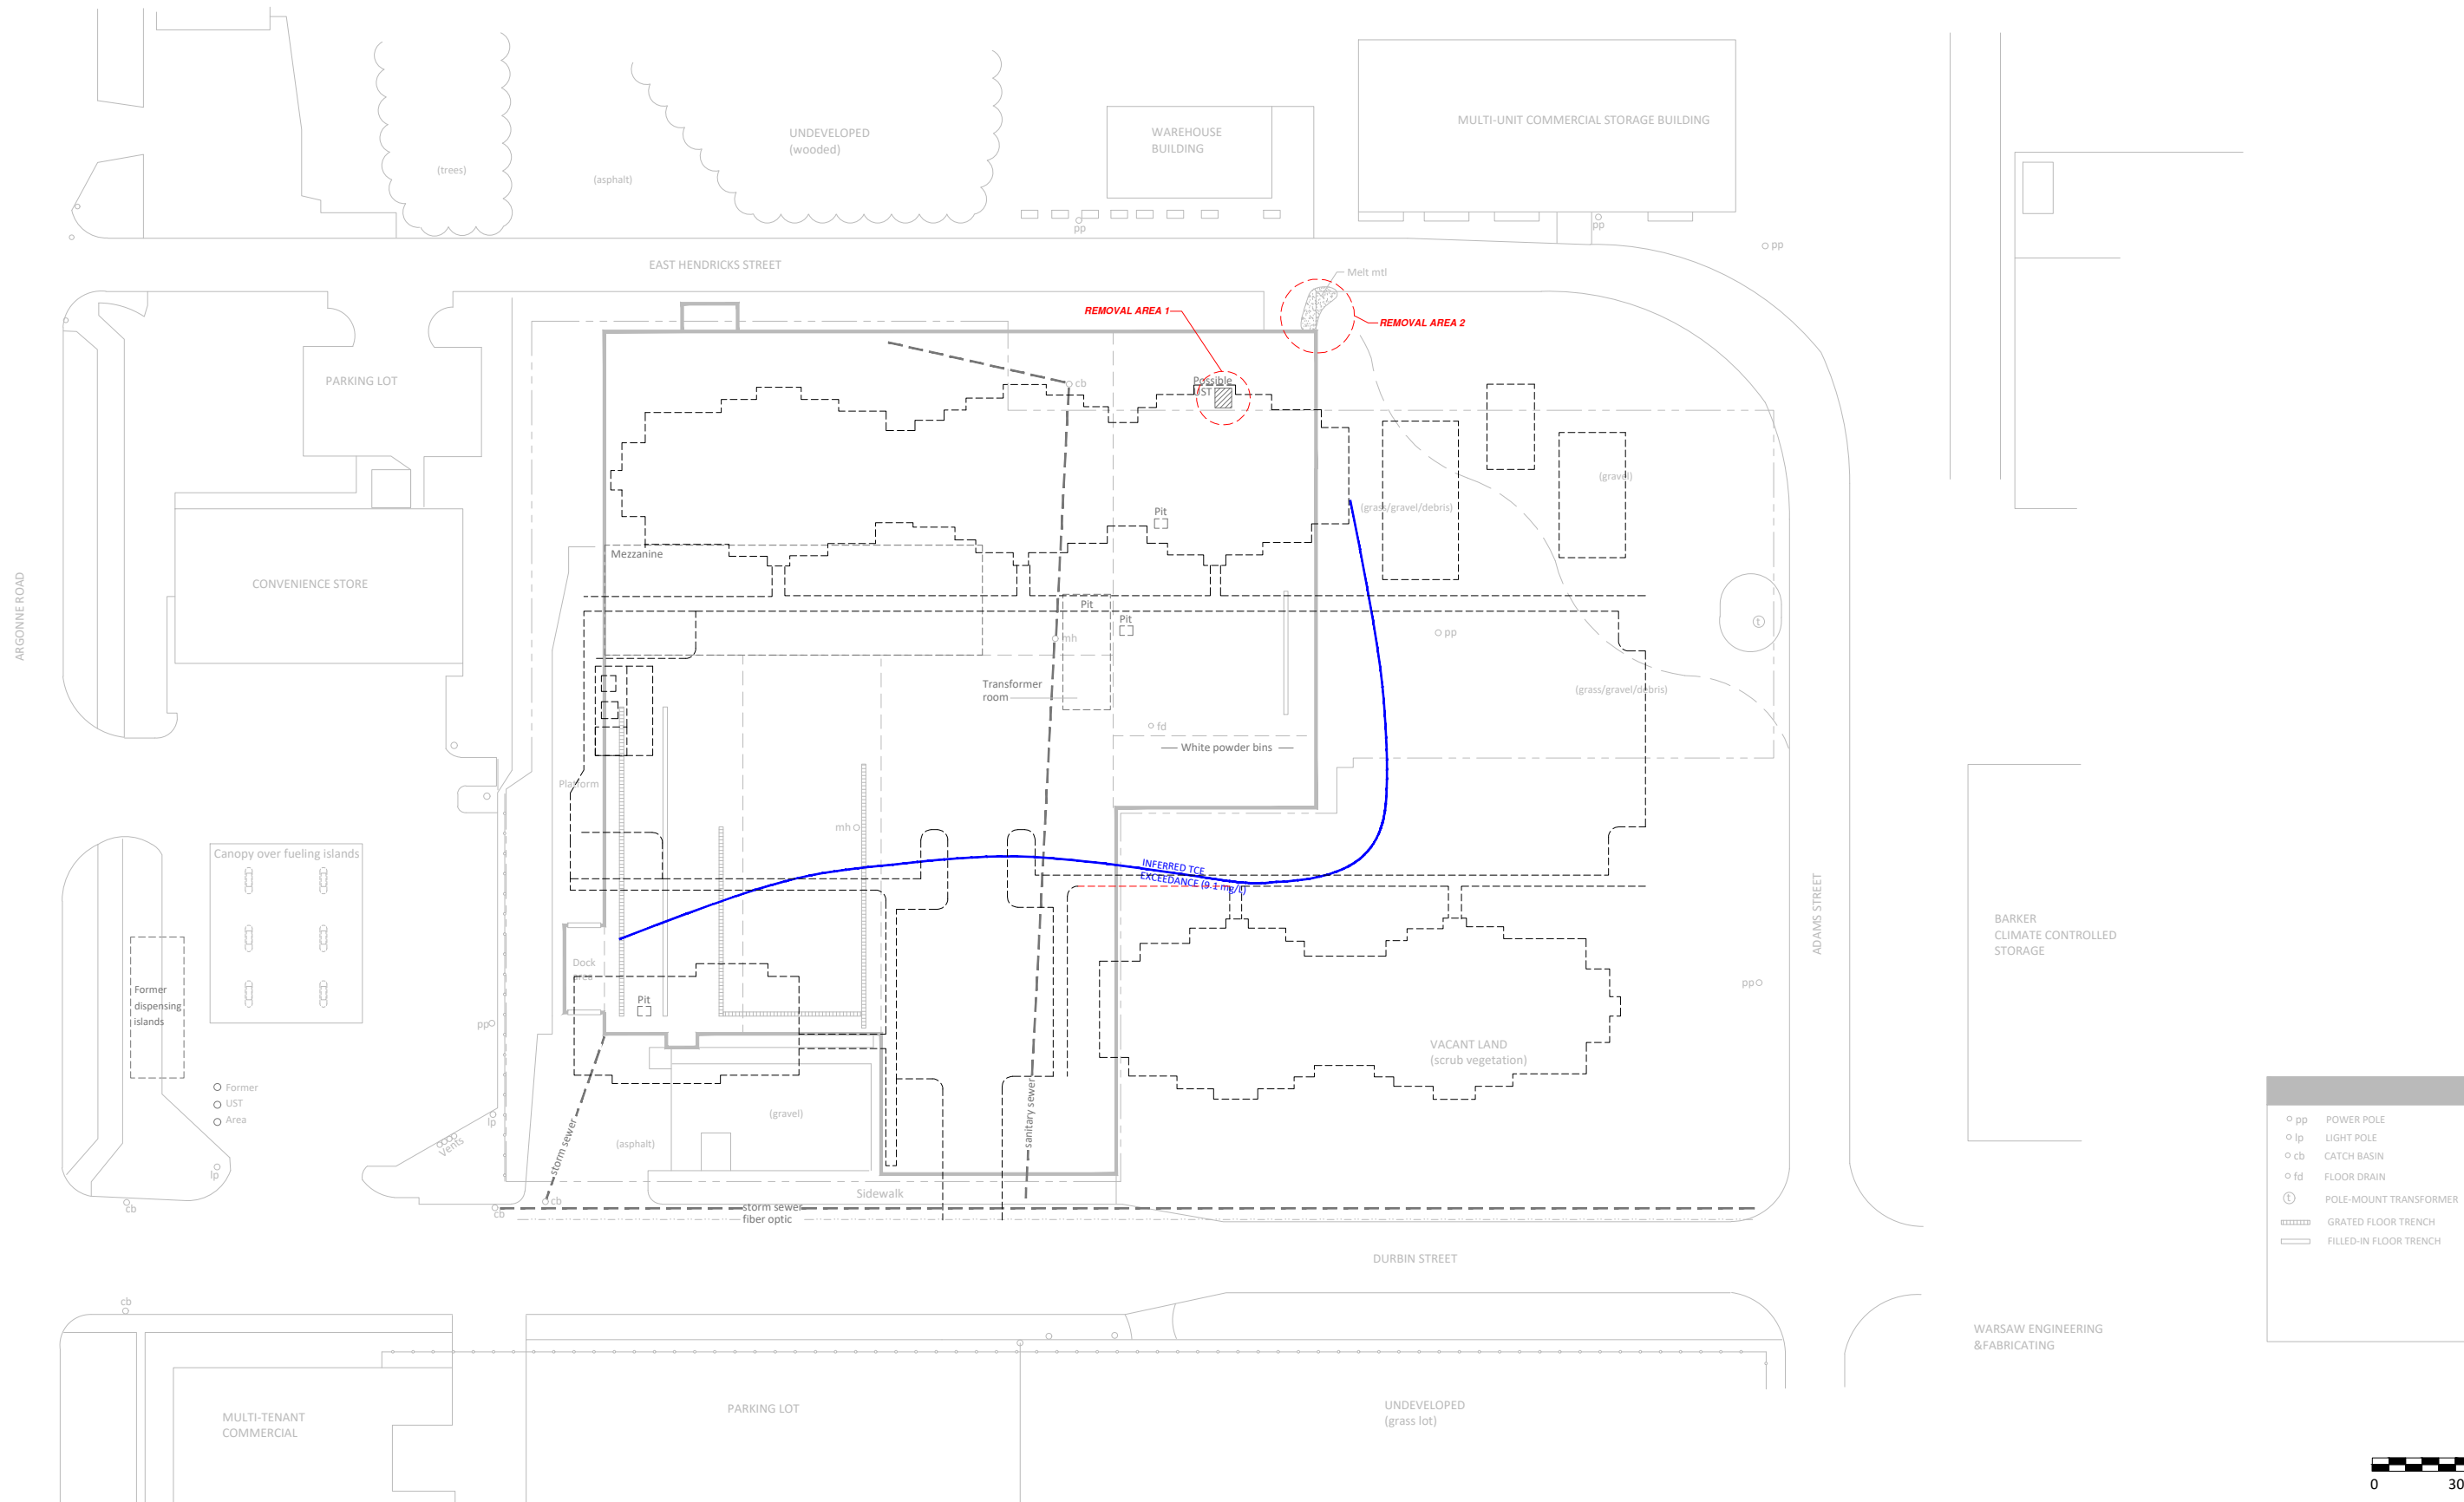 UNDEVELOPED
(wooded)
WAREHOUSE
BUILDING
MULTI-UNIT COMMERCIAL STORAGE BUILDING
(trees)
(asphalt)
pp
pp
pp
EAST HENDRICKS STREET
Melt mtl
REMOVAL AREA 1
REMOVAL AREA 2
PARKING LOT
cb
Possible
UST
(gravel)
(grass/gravel/debris)
Pit
Mezzanine
CONVENIENCE STORE
ARGONNE ROAD
Pit
Pit
mh
pp
t
Transformer
room
(grass/gravel/debris)
fd
White powder bins
Platform
mh
Canopy over fueling islands
INFERRED TCE
EXCEEDANCE (9.1 mg/L)
ADAMS STREET
BARKER
CLIMATE CONTROLLED
STORAGE
Dock
area
Former
dispensing
islands
Pit
pp
pp
VACANT LAND
(scrub vegetation)
Former
UST
Area
lp
(gravel)
(asphalt)
Vents
storm sewer
sanitary sewer
lp
cb
cb
cb
Sidewalk
storm sewer
fiber optic
pp POWER POLE
lp LIGHT POLE
cb CATCH BASIN
fd FLOOR DRAIN
t POLE-MOUNT TRANSFORMER
GRATED FLOOR TRENCH
FILLED-IN FLOOR TRENCH
DURBIN STREET
cb
WARSAW ENGINEERING
&FABRICATING
MULTI-TENANT
COMMERCIAL
PARKING LOT
UNDEVELOPED
(grass lot)
0 30